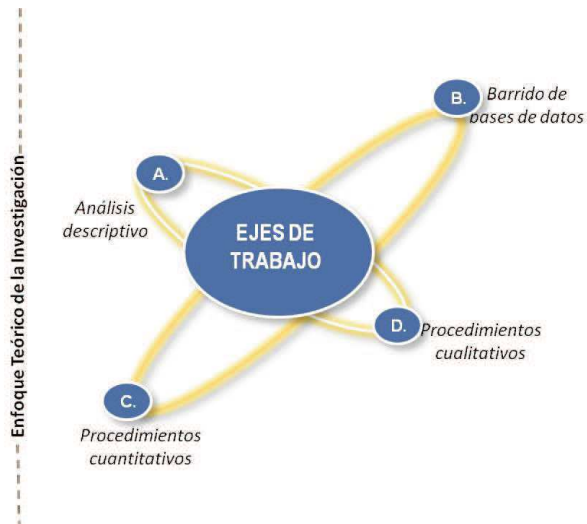 Enfoque Teórico de la Investigación
B.
Barrido de
bases de datos
A.
Análisis
descriptivo
EJES DE
TRABAJO
D.
Procedimientos
cualitativos
C.
Procedimientos
cuantitativos